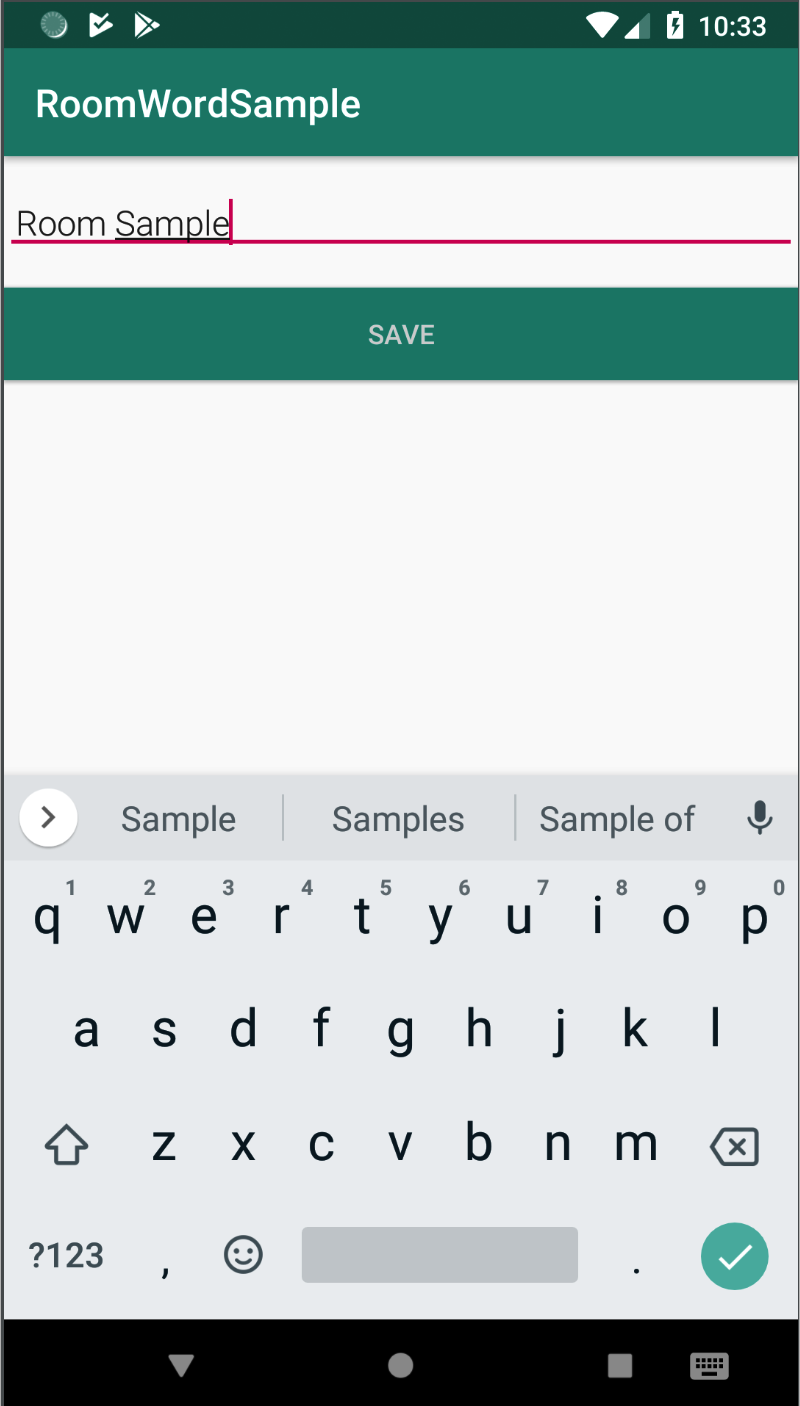 10:33
RoomWordSample
Room Sample
SAVE
Sample Samples Sample of
1 2 3 4 5 6 7 8 9 0
q w e r t y u i o p
a s d f g h j k l
z x c v b n m
?123 , .